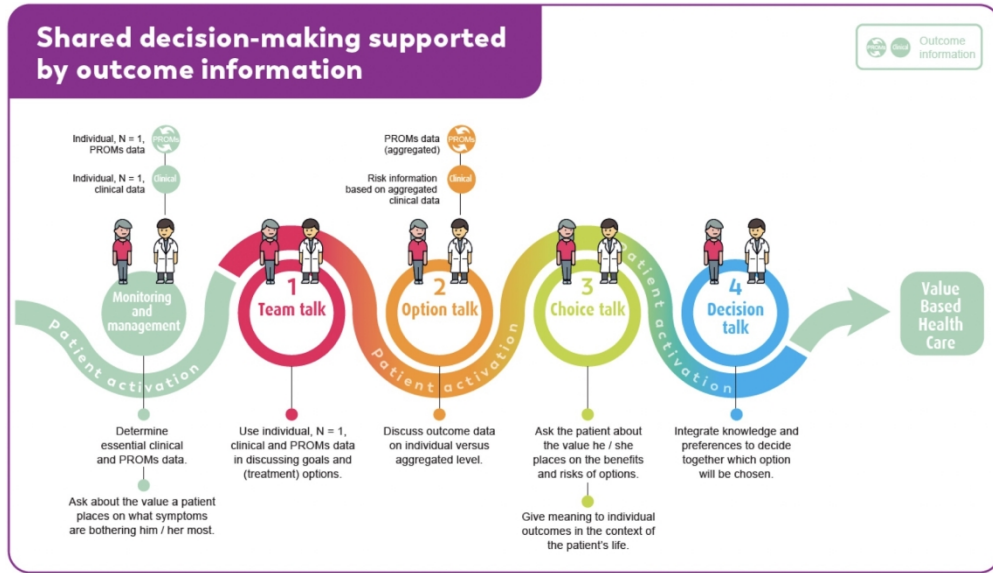 Shared decision-making supported
by outcome information
PROMs
Clinical
Outcome
information
Individual, N = 1,
PROMs data
PROMs
Individual, N = 1,
clinical data
Clinical
PROMs data
(aggregated)
PROMs
Risk information
based on aggregated
clinical data
Clinical
Monitoring
and
management
1
Team talk
2
Option talk
3
Choice talk
4
Decision
talk
Value
Based
Health
Care
Patient activation
Patient activation
Patient activation
Determine
essential clinical
and PROMs data.
Ask about the value a patient
places on what symptoms
are bothering him / her most.
Use individual, N = 1,
clinical and PROMs data
in discussing goals and
(treatment) options.
Discuss outcome data
on individual versus
aggregated level.
Ask the patient about
the value he / she
places on the benefits
and risks of options.
Give meaning to individual
outcomes in the context of
the patient's life.
Integrate knowledge and
preferences to decide
together which option
will be chosen.